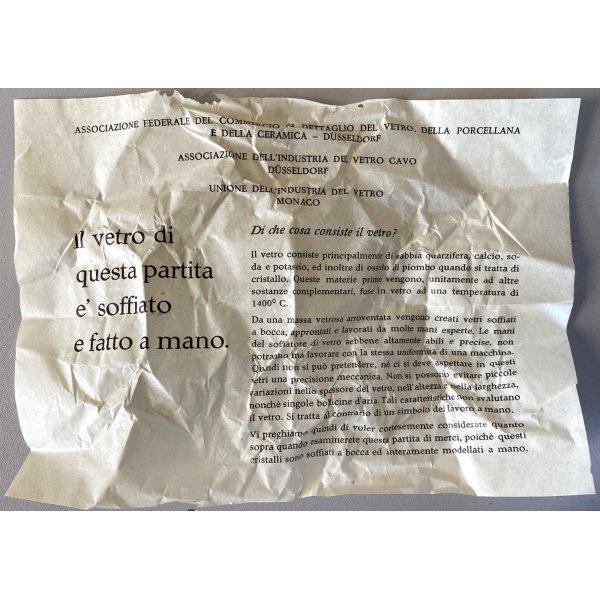 ASSOCIAZIONE FEDERALE DEL COMMERCIO AL DETTAGLIO DEL VETRO, DELLA PORCELLANA
E DELLA CERAMICA – DÜSSELDORF
ASSOCIAZIONE DELL'INDUSTRIA DEL VETRO CAVO
DÜSSELDORF
UNIONE DELL'INDUSTRIA DEL VETRO
MONACO
Il vetro di
questa partita
e' soffiato
e fatto a mano.
Di che cosa consiste il vetro?
Il vetro consiste principalmente di sabbia quarzifera, calcio, so-
da e potassio, ed inoltre di ossido di piombo quando si tratta di
cristallo. Queste materie prime vengono, unitamente ad altre
sostanze complementari, fuse in vetro ad una temperatura di
1400° C.
Da una massa vetrosa arroventata vengono creati vetri soffiati
a bocca, approntati e lavorati da molte mani esperte. Le mani
del soffiatore di vetro sebbene altamente abili e precise, non
potranno mai lavorare con la stessa uniformità di una macchina.
Quindi non si può pretendere, né ci si deve aspettare in questi
vetri una precisione meccanica. Non si possono evitare piccole
variazioni nello spessore del vetro, nell'altezza e nella larghezza,
nonchè singole bollicine d'aria. Tali caratteristiche non svalutano
il vetro. Si tratta al contrario di un simbolo del lavoro a mano.
Vi preghiamo quindi di voler cortesemente considerare quanto
sopra quando esaminerete questa partita di merci, poichè questi
cristalli sono soffiati a bocca ed interamente modellati a mano.